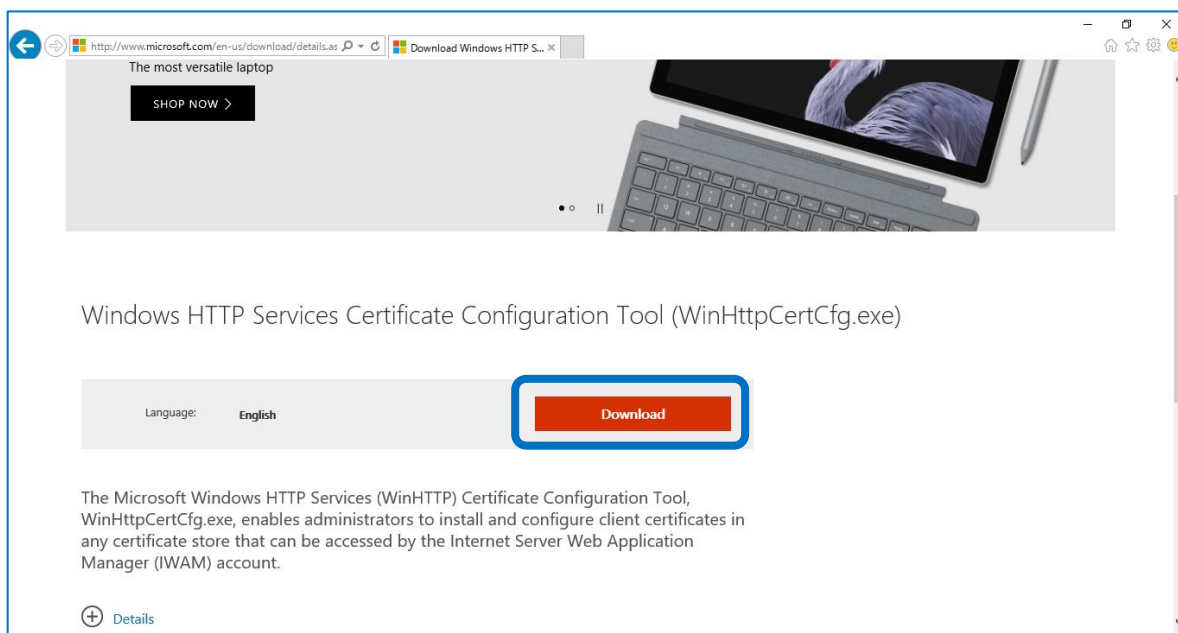 http://www.microsoft.com/en-us/download/details.as
Download Windows HTTP S...
The most versatile laptop
SHOP NOW
Windows HTTP Services Certificate Configuration Tool (WinHttpCertCfg.exe)
Language: English
Download
The Microsoft Windows HTTP Services (WinHTTP) Certificate Configuration Tool,
WinHttpCertCfg.exe, enables administrators to install and configure client certificates in
any certificate store that can be accessed by the Internet Server Web Application
Manager (IWAM) account.
Details